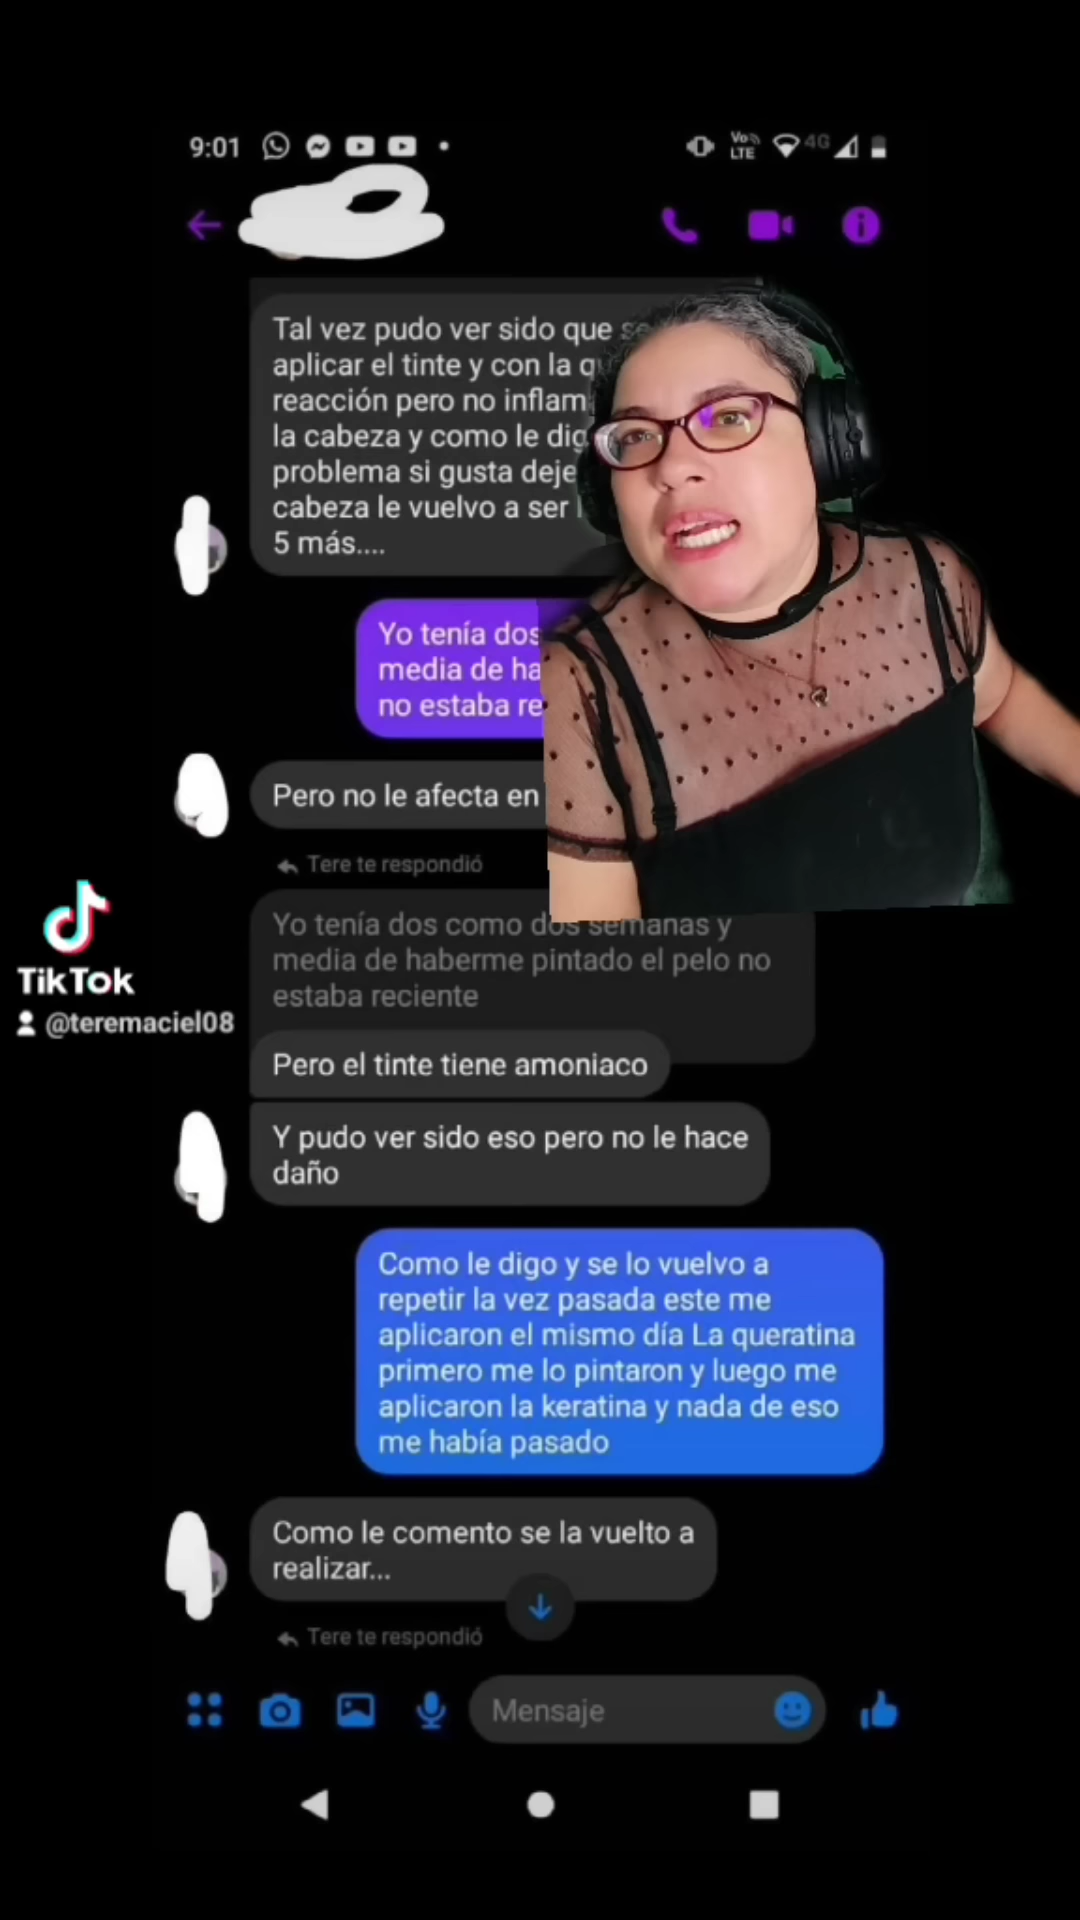 9:01
Vo LTE
4G
Tal vez pudo ver sido que
aplicar el tinte y con la
reacción pero no inflam
la cabeza y como le dig
problema si gusta deje
cabeza le vuelvo a ser
5 más....
Yo tenía dos
media de ha
no estaba re
Pero no le afecta en
Tere te respondió
Yo tenía dos como dos semanas y
media de haberme pintado el pelo no
estaba reciente
Pero el tinte tiene amoniaco
TikTok
@teremaciel08
Y pudo ver sido eso pero no le hace
daño
Como le digo y se lo vuelvo a
repetir la vez pasada este me
aplicaron el mismo día La queratina
primero me lo pintaron y luego me
aplicaron la keratina y nada de eso
me había pasado
Como le comento se la vuelto a
realizar...
Tere te respondió
Mensaje